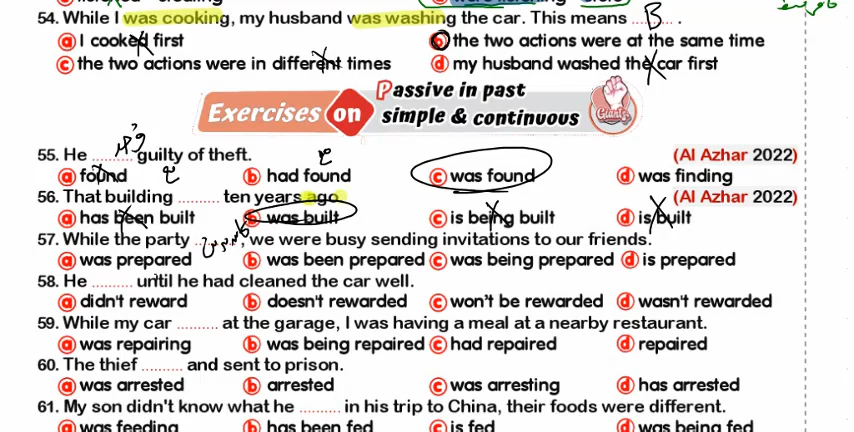 54. While I was cooking, my husband was washing the car. This means .......... .
B
a I cooked first b the two actions were at the same time
c the two actions were in different times d my husband washed the car first
Exercises on Passive in past simple & continuous
Giants
55. He .......... guilty of theft. (Al Azhar 2022)
a found b had found c was found d was finding
56. That building .......... ten years ago (Al Azhar 2022)
a has been built b was built c is being built d is built
57. While the party .........., we were busy sending invitations to our friends.
a was prepared b was been prepared c was being prepared d is prepared
58. He .......... until he had cleaned the car well.
a didn't reward b doesn't rewarded c won't be rewarded d wasn't rewarded
59. While my car .......... at the garage, I was having a meal at a nearby restaurant.
a was repairing b was being repaired c had repaired d repaired
60. The thief .......... and sent to prison.
a was arrested b arrested c was arresting d has arrested
61. My son didn't know what he .......... in his trip to China, their foods were different.
a was feeding b has been fed c is fed d was being fed